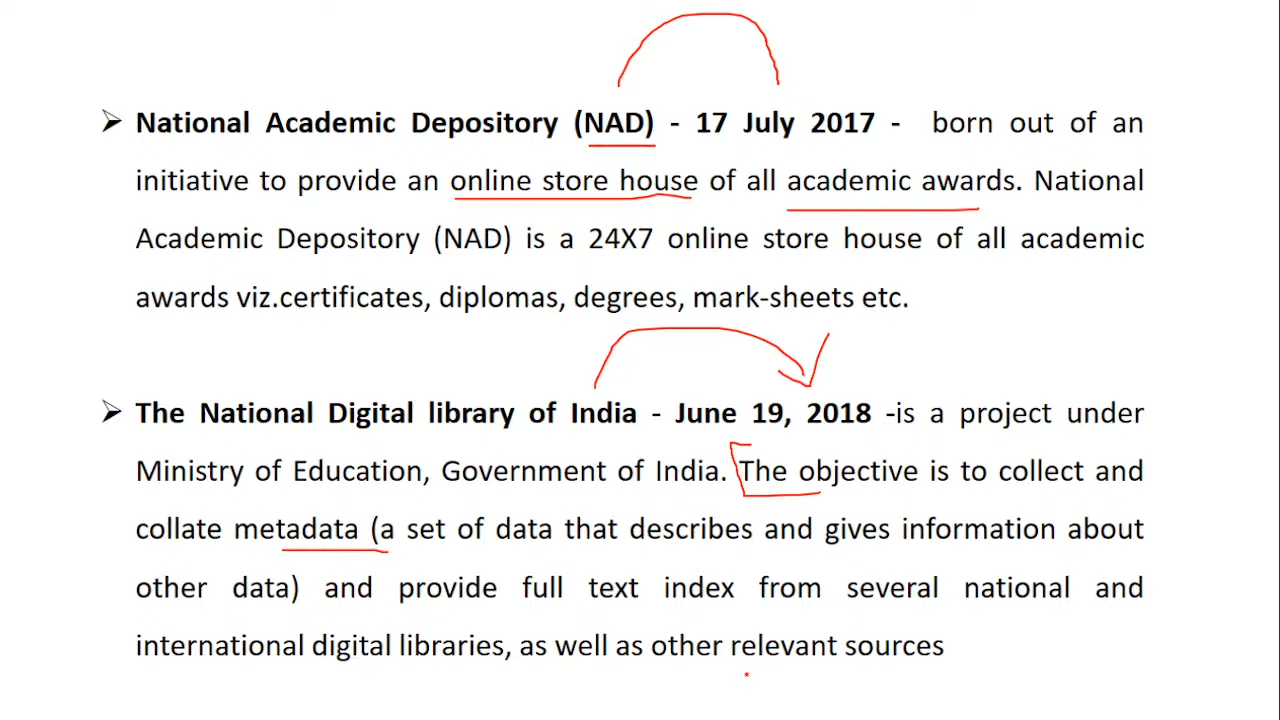 ➢ National Academic Depository (NAD) - 17 July 2017 - born out of an
initiative to provide an online store house of all academic awards. National
Academic Depository (NAD) is a 24X7 online store house of all academic
awards viz.certificates, diplomas, degrees, mark-sheets etc.
➢ The National Digital library of India - June 19, 2018 -is a project under
Ministry of Education, Government of India. The objective is to collect and
collate metadata (a set of data that describes and gives information about
other data) and provide full text index from several national and
international digital libraries, as well as other relevant sources